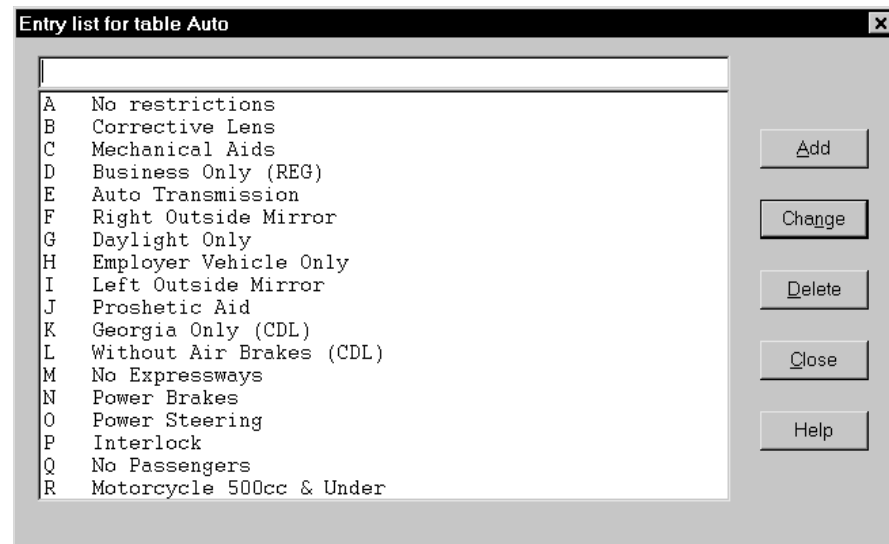 Entry list for table Auto
A No restrictions
B Corrective Lens
C Mechanical Aids
D Business Only (REG)
E Auto Transmission
F Right Outside Mirror
G Daylight Only
H Employer Vehicle Only
I Left Outside Mirror
J Proshetic Aid
K Georgia Only (CDL)
L Without Air Brakes (CDL)
M No Expressways
N Power Brakes
O Power Steering
P Interlock
Q No Passengers
R Motorcycle 500cc & Under
Add
Change
Delete
Close
Help